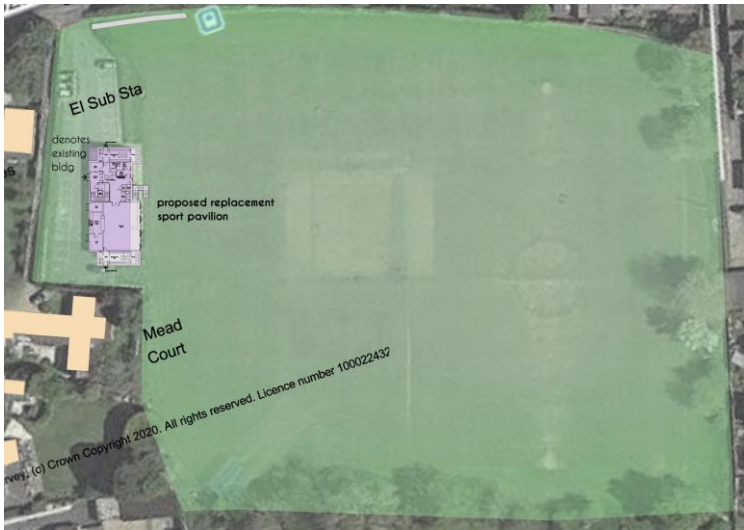 El Sub Sta
denotes
existing
bldg
proposed replacement
sport pavilion
Mead
Court
rvey, (c) Crown Copyright 2020. All rights reserved. Licence number 100022432